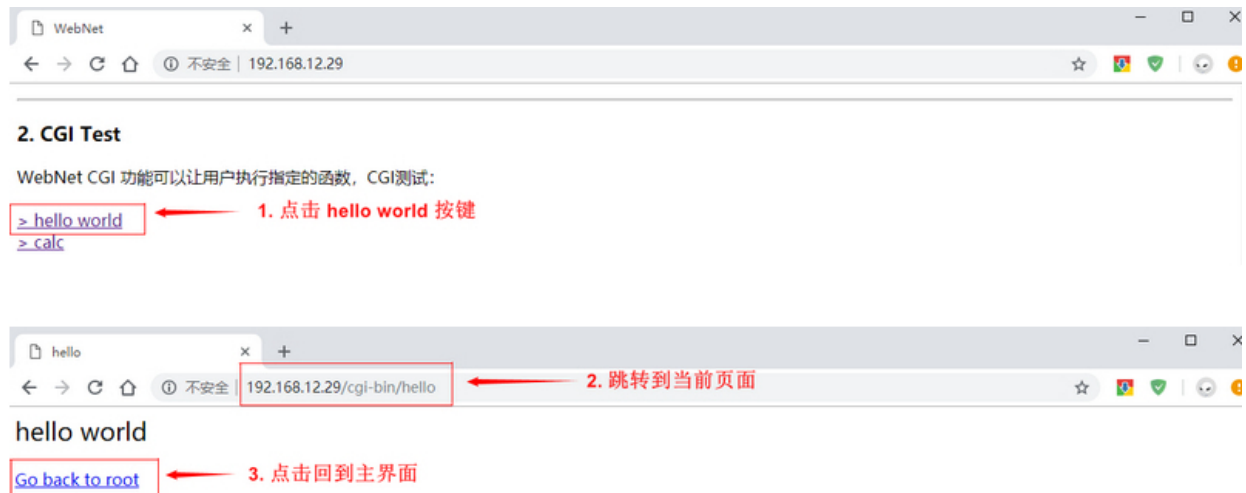 WebNet
不安全 | 192.168.12.29
2. CGI Test
WebNet CGI 功能可以让用户执行指定的函数，CGI测试：
> hello world
1. 点击 hello world 按键
> calc
hello
不安全 | 192.168.12.29/cgi-bin/hello
2. 跳转到当前页面
hello world
Go back to root
3. 点击回到主界面